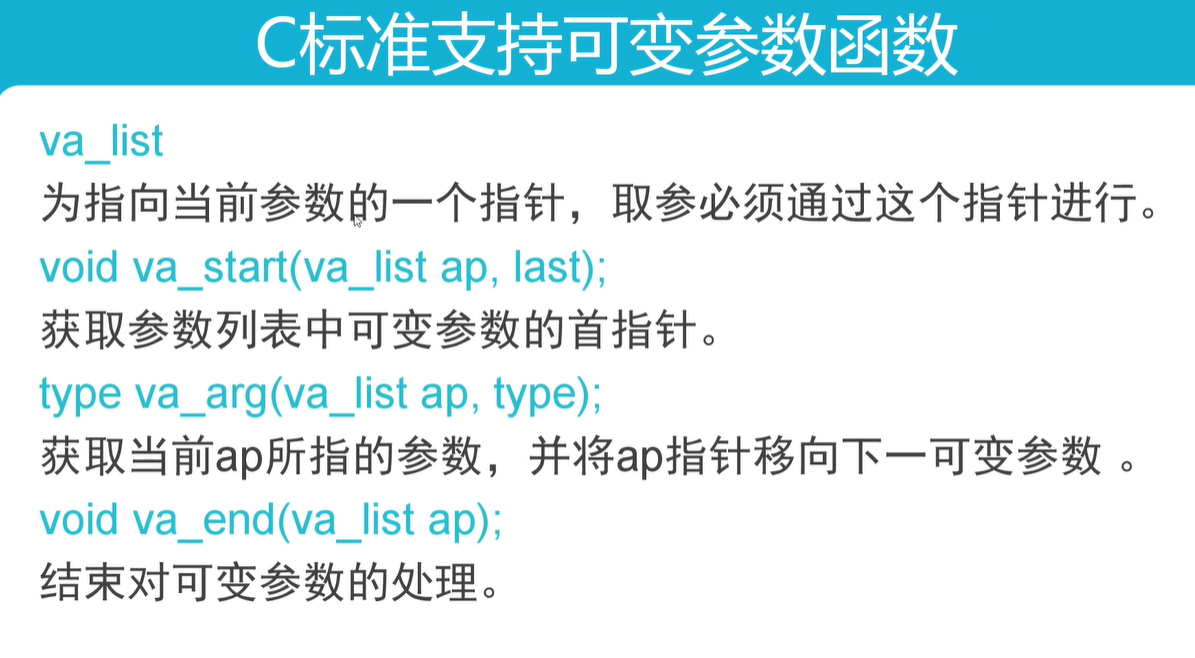 C标准支持可变参数函数
va_list
为指向当前参数的一个指针，取参必须通过这个指针进行。
void va_start(va_list ap, last);
获取参数列表中可变参数的首指针。
type va_arg(va_list ap, type);
获取当前ap所指的参数，并将ap指针移向下一可变参数 。
void va_end(va_list ap);
结束对可变参数的处理。